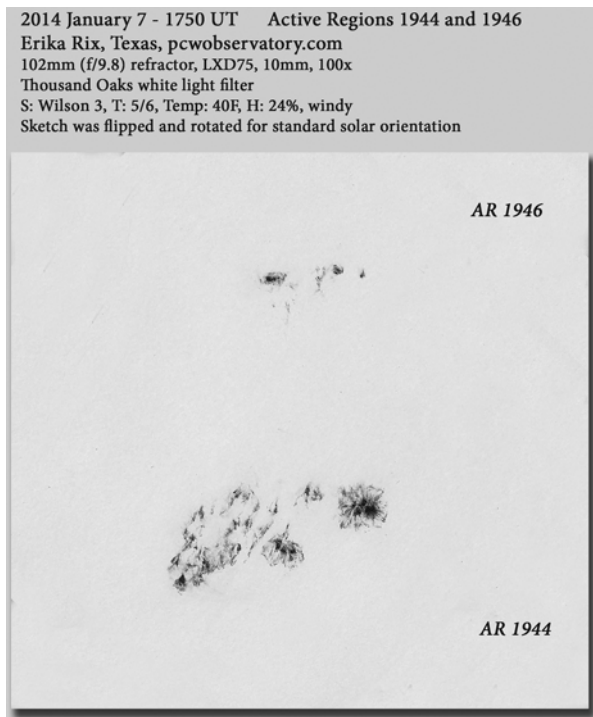 2014 January 7 - 1750 UT Active Regions 1944 and 1946
Erika Rix, Texas, pcwobservatory.com
102mm (f/9.8) refractor, LXD75, 10mm, 100x
Thousand Oaks white light filter
S: Wilson 3, T: 5/6, Temp: 40F, H: 24%, windy
Sketch was flipped and rotated for standard solar orientation
AR 1946
AR 1944